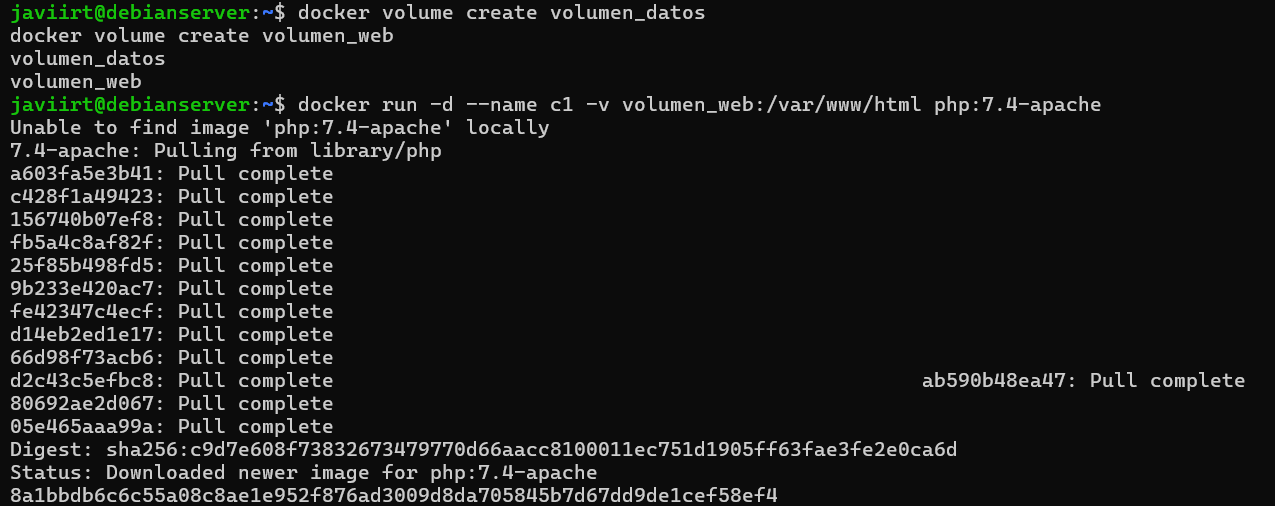 javiirt@debianserver:~$ docker volume create volumen_datos
docker volume create volumen_web
volumen_datos
volumen_web
javiirt@debianserver:~$ docker run -d --name c1 -v volumen_web:/var/www/html php:7.4-apache
Unable to find image 'php:7.4-apache' locally
7.4-apache: Pulling from library/php
a603fa5e3b41: Pull complete
c428f1a49423: Pull complete
156740b07ef8: Pull complete
fb5a4c8af82f: Pull complete
25f85b498fd5: Pull complete
9b233e420ac7: Pull complete
fe42347c4ecf: Pull complete
d14eb2ed1e17: Pull complete
66d98f73acb6: Pull complete
d2c43c5efbc8: Pull complete ab590b48ea47: Pull complete
80692ae2d067: Pull complete
05e465aaa99a: Pull complete
Digest: sha256:c9d7e608f73832673479770d66aacc8100011ec751d1905ff63fae3fe2e0ca6d
Status: Downloaded newer image for php:7.4-apache
8a1bbdb6c6c55a08c8ae1e952f876ad3009d8da705845b7d67dd9de1cef58ef4